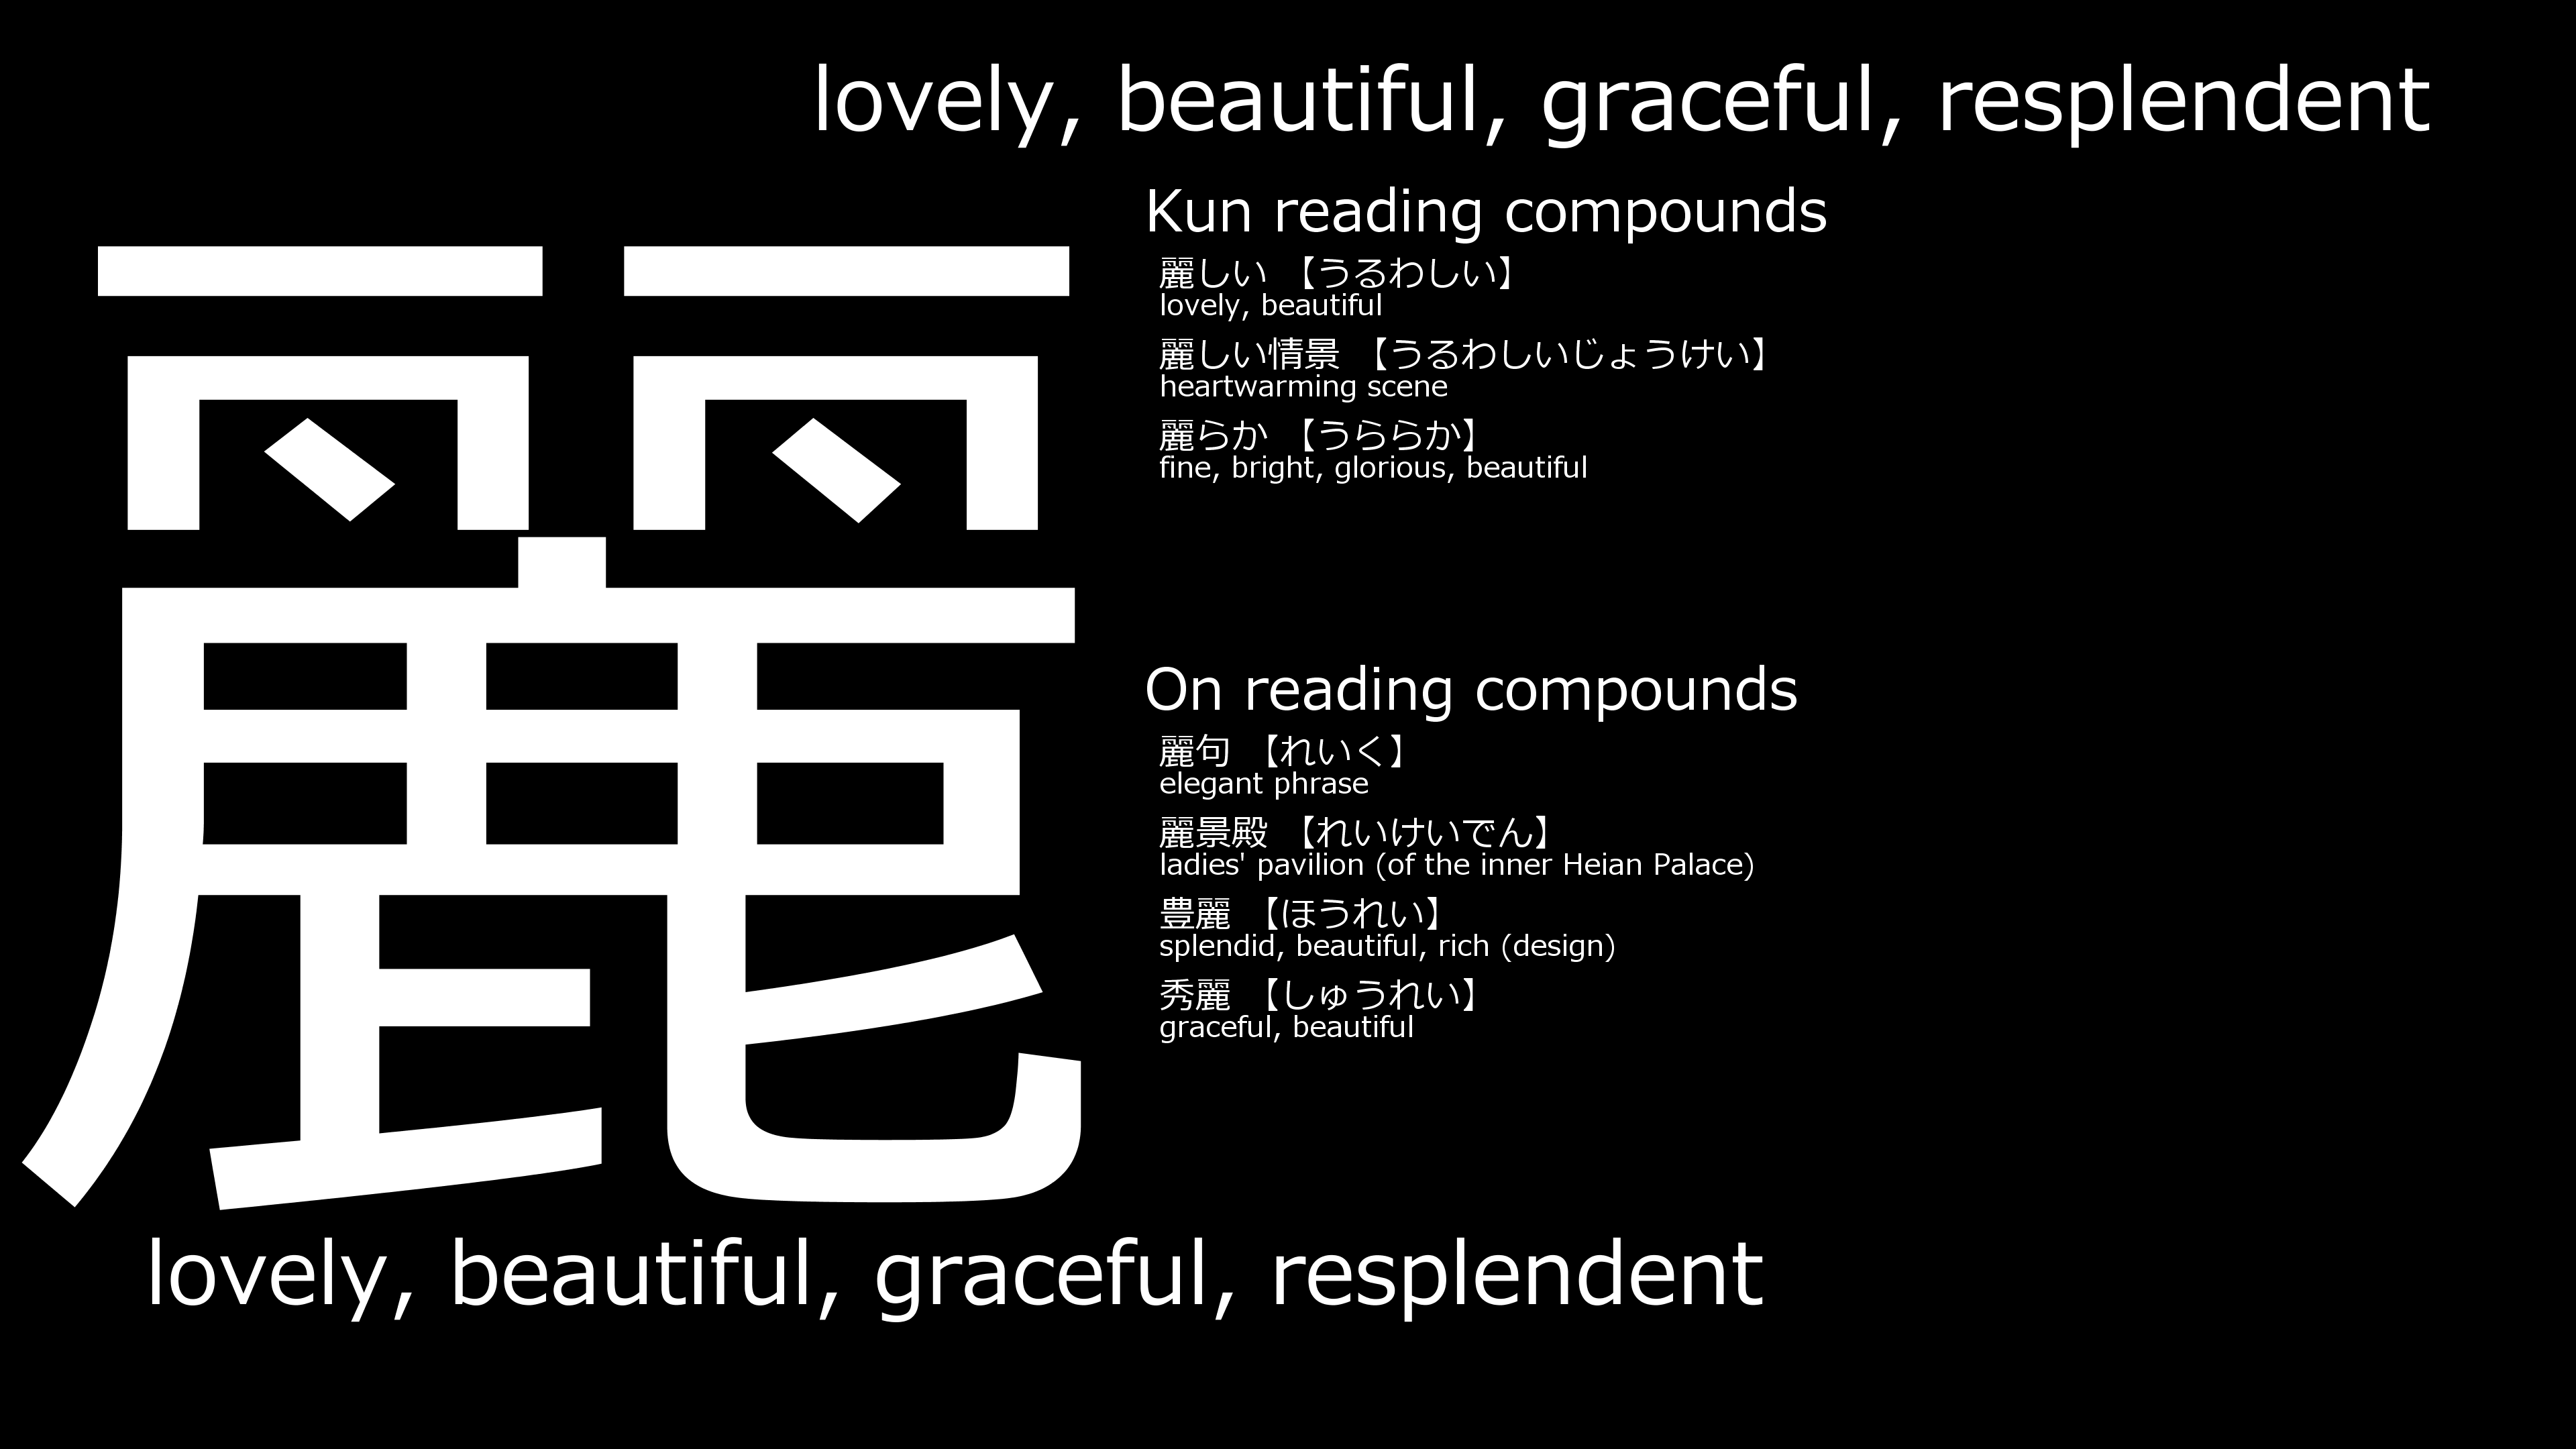 lovely, beautiful, graceful, resplendent
麗
Kun reading compounds
麗しい 【うるわしい】
lovely, beautiful
麗しい情景 【うるわしいじょうけい】
heartwarming scene
麗らか 【うららか】
fine, bright, glorious, beautiful
On reading compounds
麗句 【れいく】
elegant phrase
麗景殿 【れいけいでん】
ladies' pavilion (of the inner Heian Palace)
豊麗 【ほうれい】
splendid, beautiful, rich (design)
秀麗 【しゅうれい】
graceful, beautiful
lovely, beautiful, graceful, resplendent